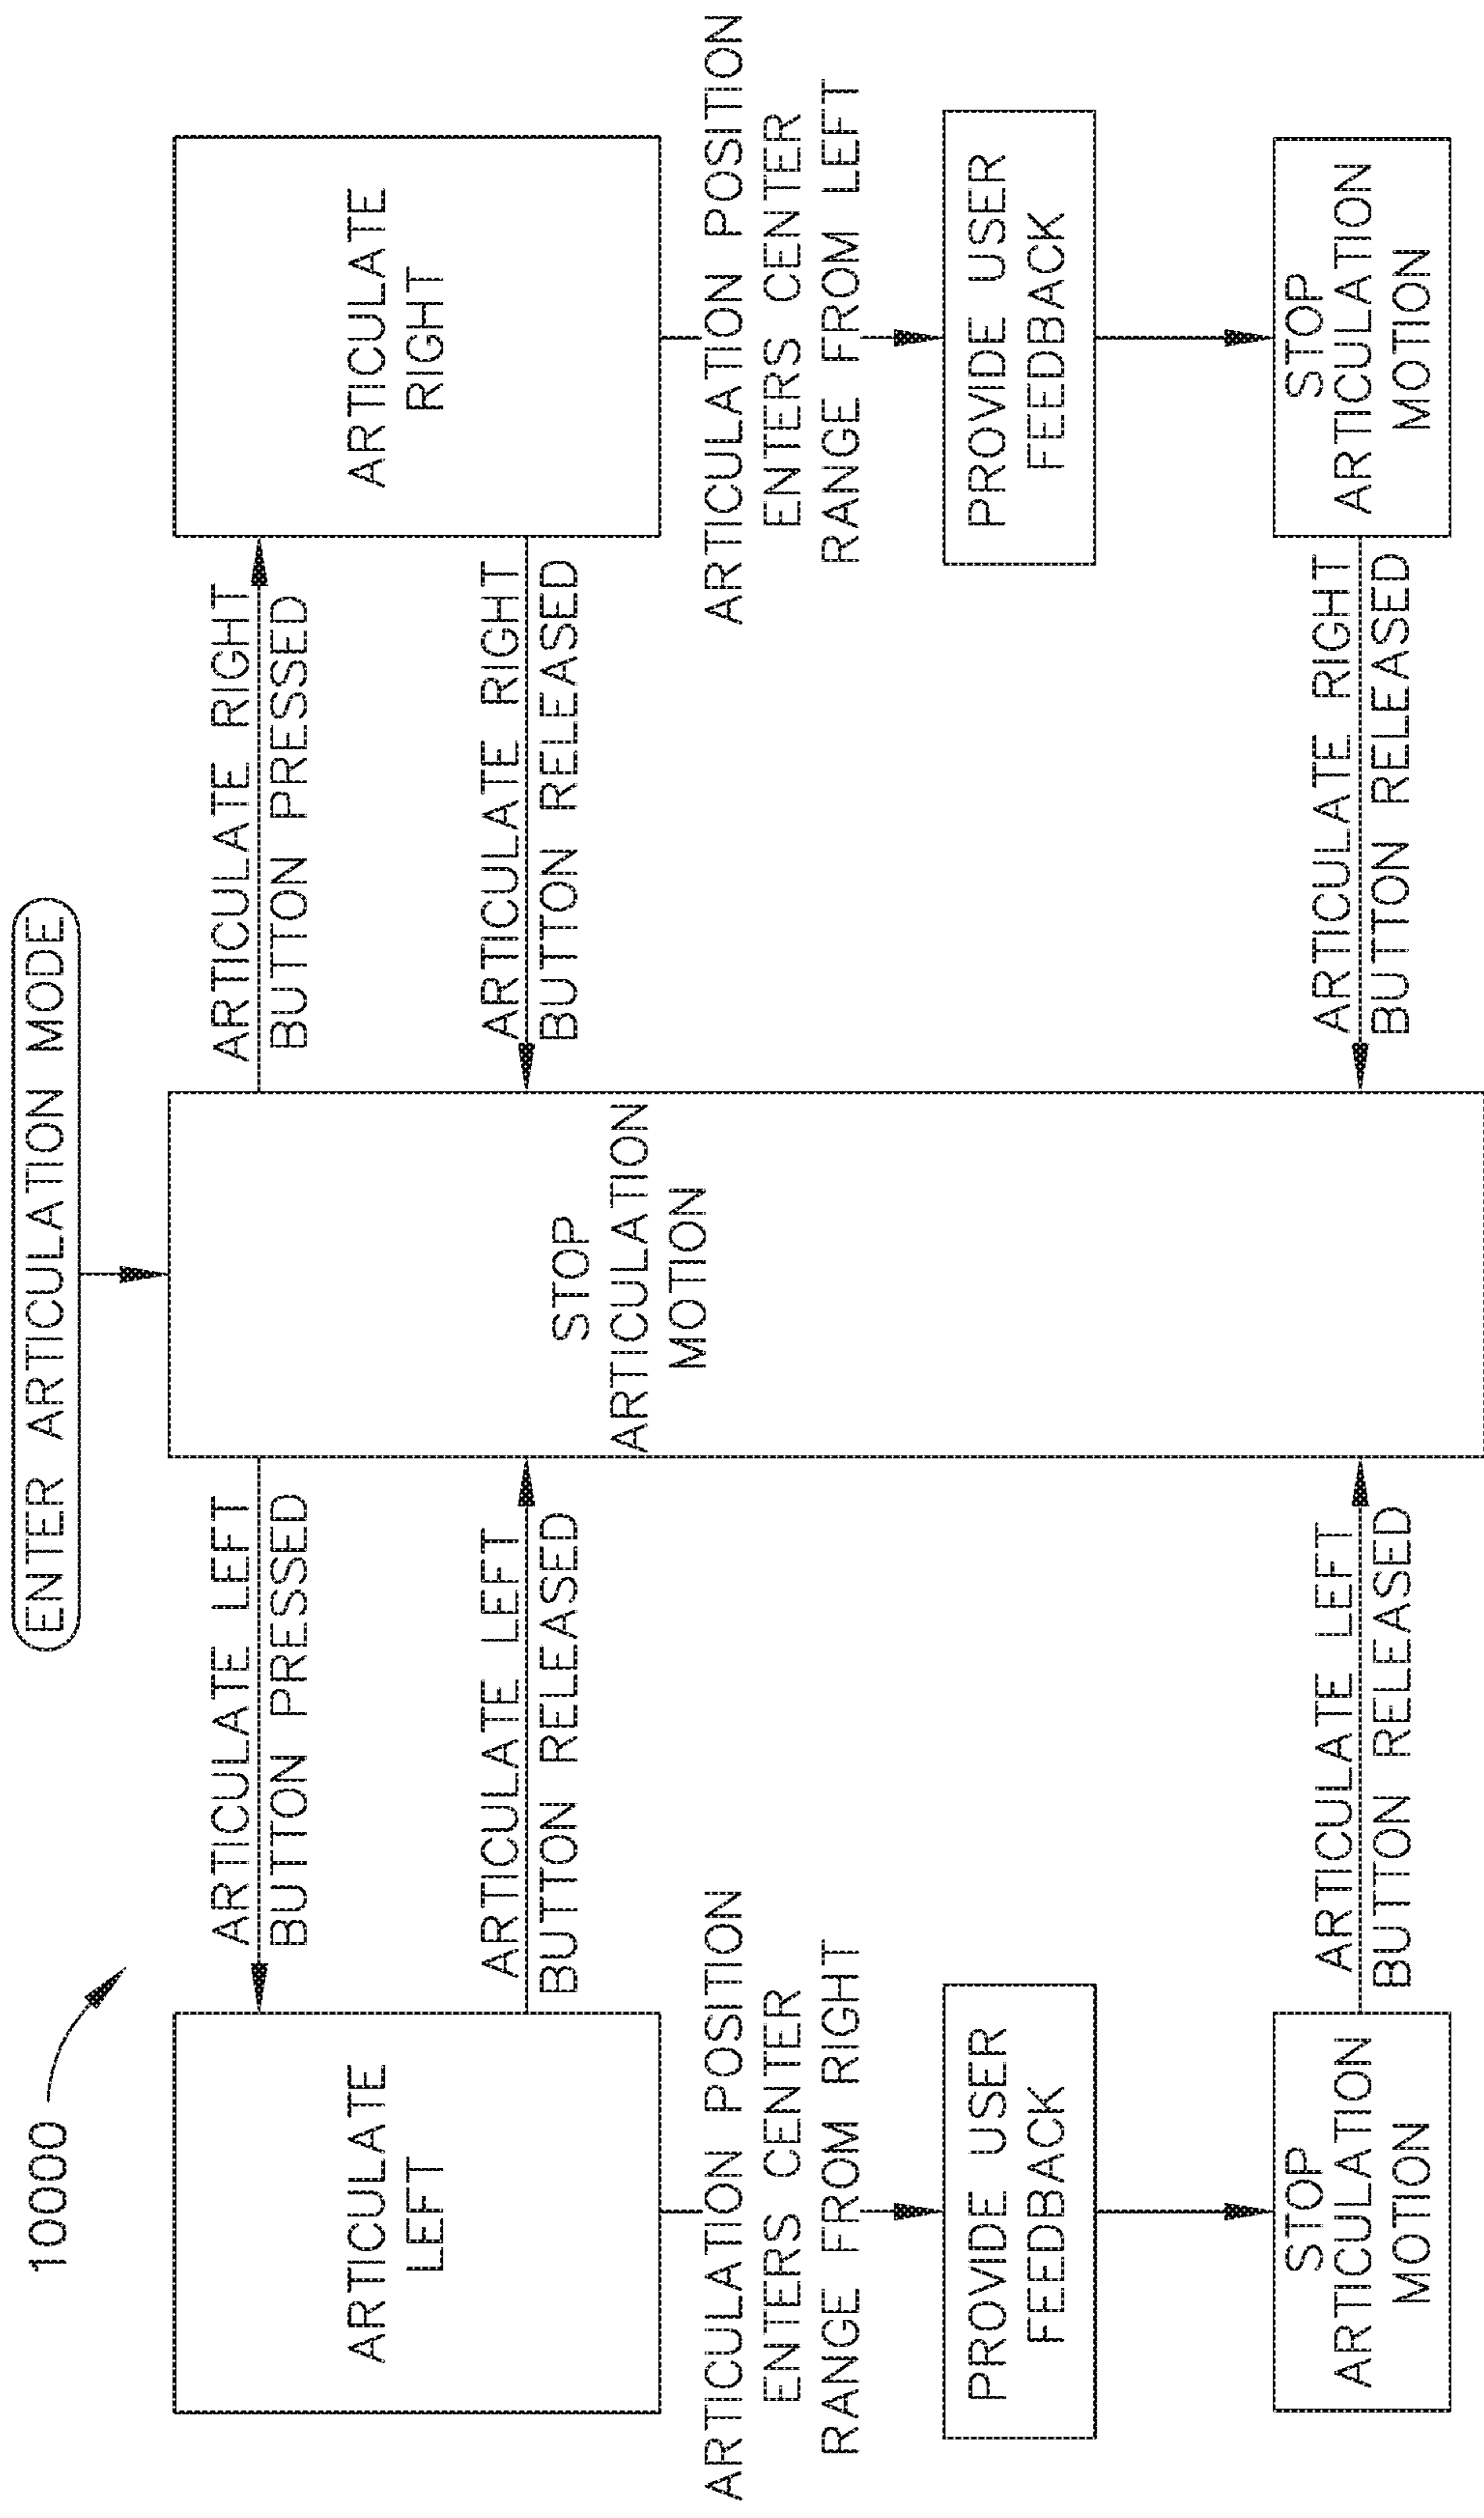 10000
ENTER ARTICULATION MODE
ARTICULATE
LEFT
ARTICULATE LEFT
BUTTON PRESSED
ARTICULATE LEFT
BUTTON RELEASED
STOP
ARTICULATION
MOTION
ARTICULATE RIGHT
BUTTON PRESSED
ARTICULATE RIGHT
BUTTON RELEASED
ARTICULATE
RIGHT
ARTICULATION POSITION
ENTERS CENTER
RANGE FROM RIGHT
ARTICULATION POSITION
ENTERS CENTER
RANGE FROM LEFT
PROVIDE USER
FEEDBACK
PROVIDE USER
FEEDBACK
STOP
ARTICULATION
MOTION
ARTICULATE LEFT
BUTTON RELEASED
ARTICULATE RIGHT
BUTTON RELEASED
STOP
ARTICULATION
MOTION